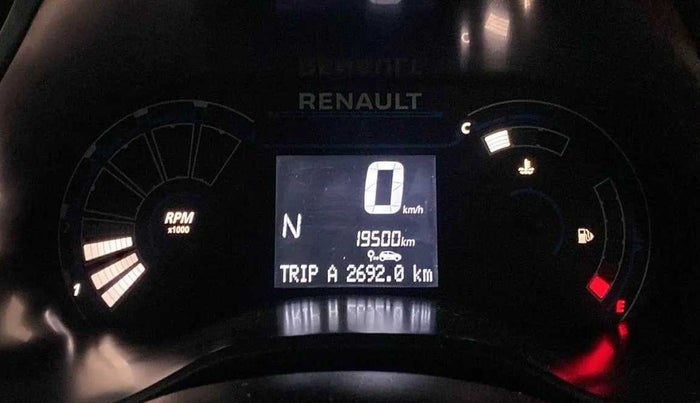 RENAULT
C
0 km/h
RPM
x1000
N
19500km
TRIP A 2692.0 km
1
E